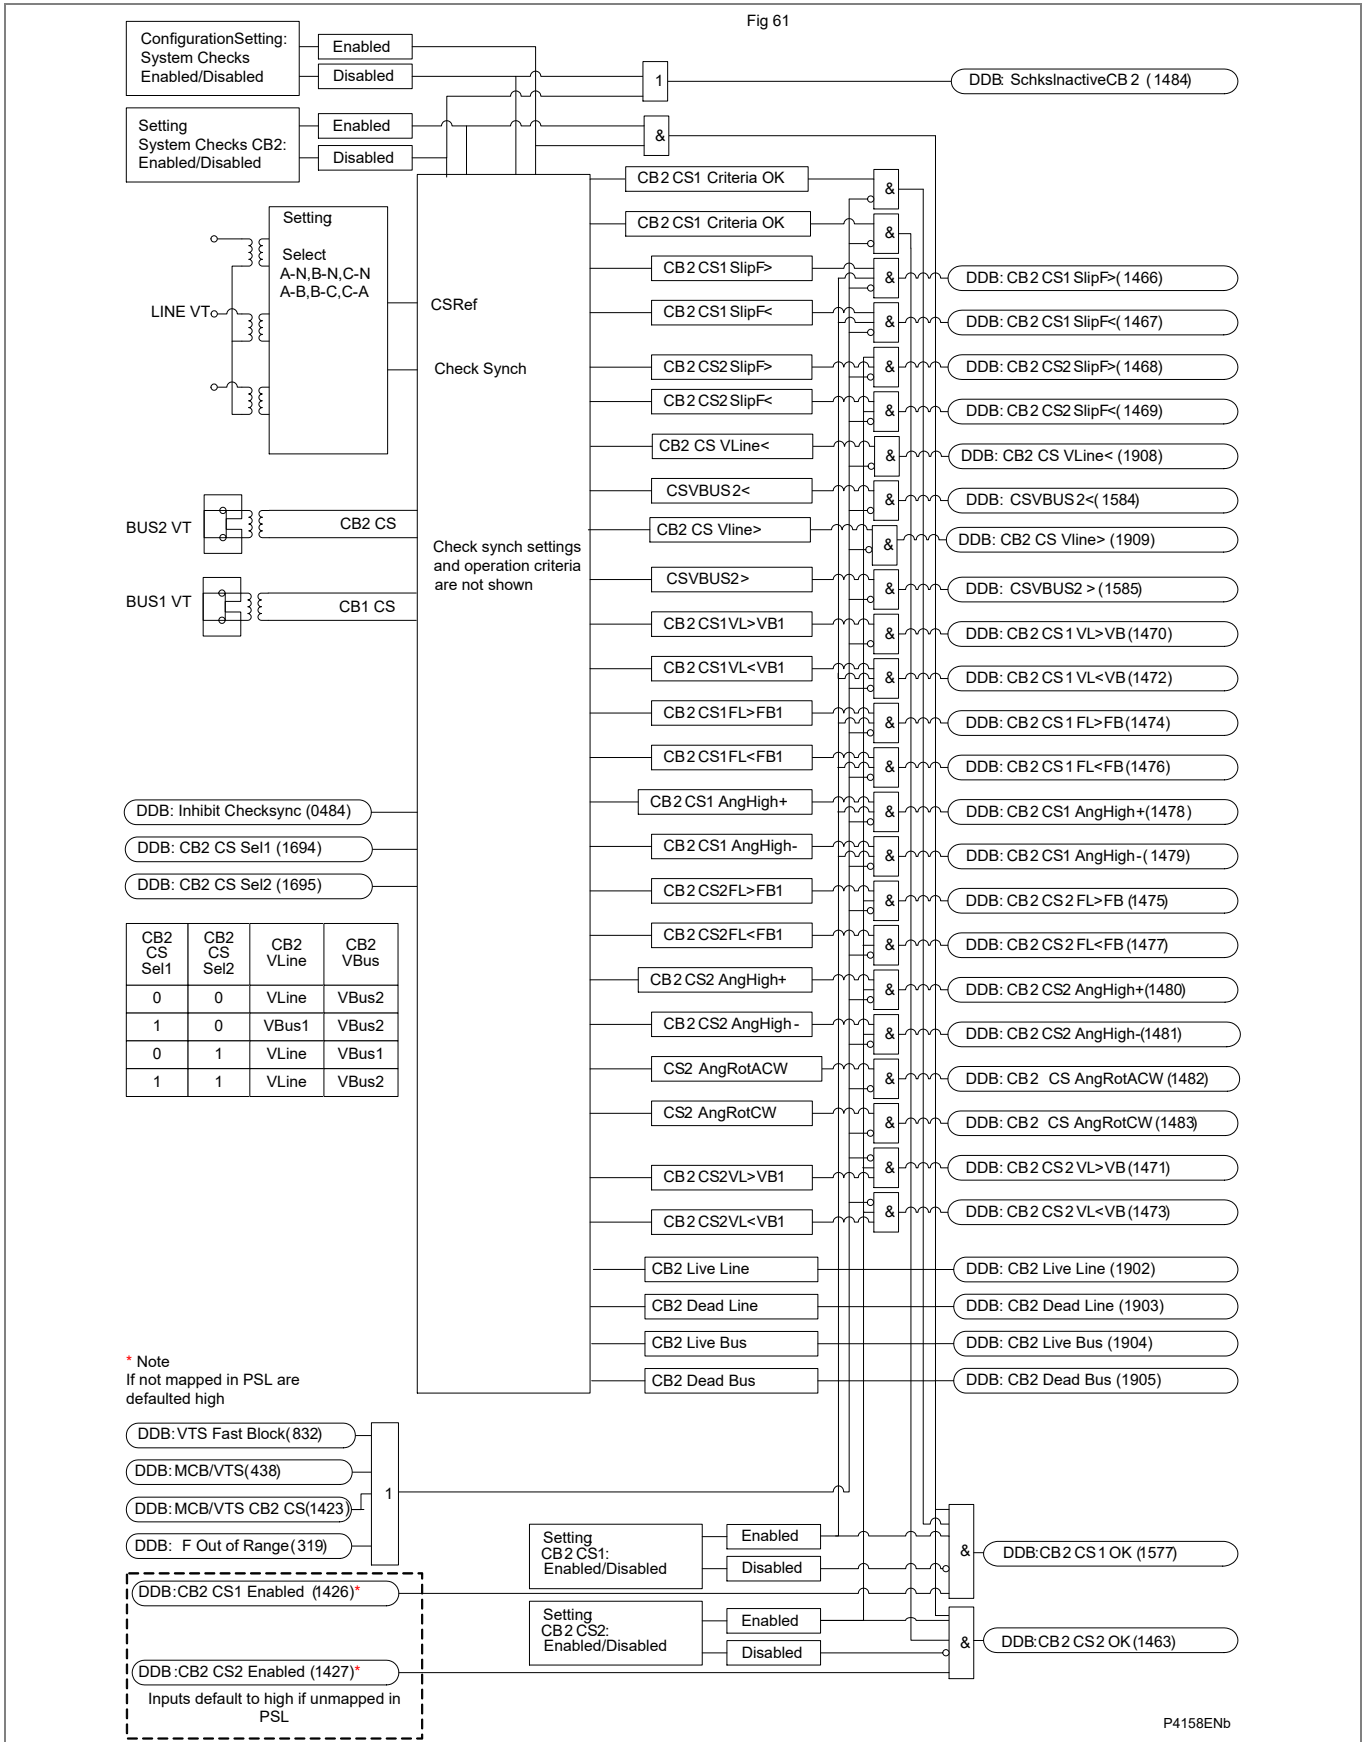 Fig 61
ConfigurationSetting:
System Checks
Enabled/Disabled
Enabled
Disabled
1
DDB: SchksInactiveCB 2 (1484)
Setting
System Checks CB2:
Enabled/Disabled
Enabled
Disabled
&
CB2 CS1 Criteria OK
&
CB2 CS1 Criteria OK
&
Setting
Select
A-N,B-N,C-N
A-B,B-C,C-A
LINE VT
CSRef
Check Synch
CB2 CS1 SlipF>
&
DDB: CB2 CS1 SlipF>(1466)
CB2 CS1 SlipF<
&
DDB: CB2 CS1 SlipF<(1467)
CB2 CS2 SlipF>
&
DDB: CB2 CS2 SlipF>(1468)
CB2 CS2 SlipF<
&
DDB: CB2 CS2 SlipF<(1469)
CB2 CS VLine<
&
DDB: CB2 CS VLine< (1908)
CSVBUS2<
&
DDB: CSVBUS2<(1584)
CB2 CS Vline>
&
DDB: CB2 CS Vline> (1909)
CSVBUS2>
&
DDB: CSVBUS2 > (1585)
BUS2 VT
CB2 CS
BUS1 VT
CB1 CS
Check synch settings
and operation criteria
are not shown
CB2 CS1VL>VB1
&
DDB: CB2 CS1 VL>VB(1470)
CB2 CS1VL<VB1
&
DDB: CB2 CS1 VL<VB(1472)
CB2 CS1FL>FB1
&
DDB: CB2 CS1 FL>FB(1474)
CB2 CS1FL<FB1
&
DDB: CB2 CS1 FL<FB(1476)
CB2 CS1 AngHigh+
&
DDB: CB2 CS1 AngHigh+(1478)
CB2 CS1 AngHigh-
&
DDB: CB2 CS1 AngHigh-(1479)
CB2 CS2FL>FB1
&
DDB: CB2 CS2 FL>FB (1475)
CB2 CS2FL<FB1
&
DDB: CB2 CS2 FL<FB(1477)
CB2 CS2 AngHigh+
&
DDB: CB2 CS2 AngHigh+(1480)
CB2 CS2 AngHigh-
&
DDB: CB2 CS2 AngHigh-(1481)
CS2 AngRotACW
&
DDB: CB2 CS AngRotACW (1482)
CS2 AngRotCW
&
DDB: CB2 CS AngRotCW (1483)
CB2 CS2VL>VB1
&
DDB: CB2 CS2 VL>VB(1471)
CB2 CS2VL<VB1
&
DDB: CB2 CS2 VL<VB(1473)
CB2 Live Line
DDB: CB2 Live Line (1902)
CB2 Dead Line
DDB: CB2 Dead Line (1903)
CB2 Live Bus
DDB: CB2 Live Bus (1904)
CB2 Dead Bus
DDB: CB2 Dead Bus (1905)
DDB: Inhibit Checksync (0484)
DDB: CB2 CS Sel1 (1694)
DDB: CB2 CS Sel2 (1695)
CB2 CS Sel1 CB2 CS Sel2 CB2 VLine CB2 VBus
0 0 VLine VBus2
1 0 VBus1 VBus2
0 1 VLine VBus1
1 1 VLine VBus2
* Note
If not mapped in PSL are
defaulted high
DDB:VTS Fast Block(832)
DDB:MCB/VTS(438)
DDB:MCB/VTS CB2 CS(1423)
DDB: F Out of Range(319)
1
DDB:CB2 CS1 Enabled (1426)*
DDB:CB2 CS2 Enabled (1427)*
Inputs default to high if unmapped in
PSL
Setting
CB2 CS1:
Enabled/Disabled
Enabled
Disabled
&
DDB:CB2 CS1 OK (1577)
Setting
CB2 CS2:
Enabled/Disabled
Enabled
Disabled
&
DDB:CB2 CS2 OK(1463)
P4158ENb